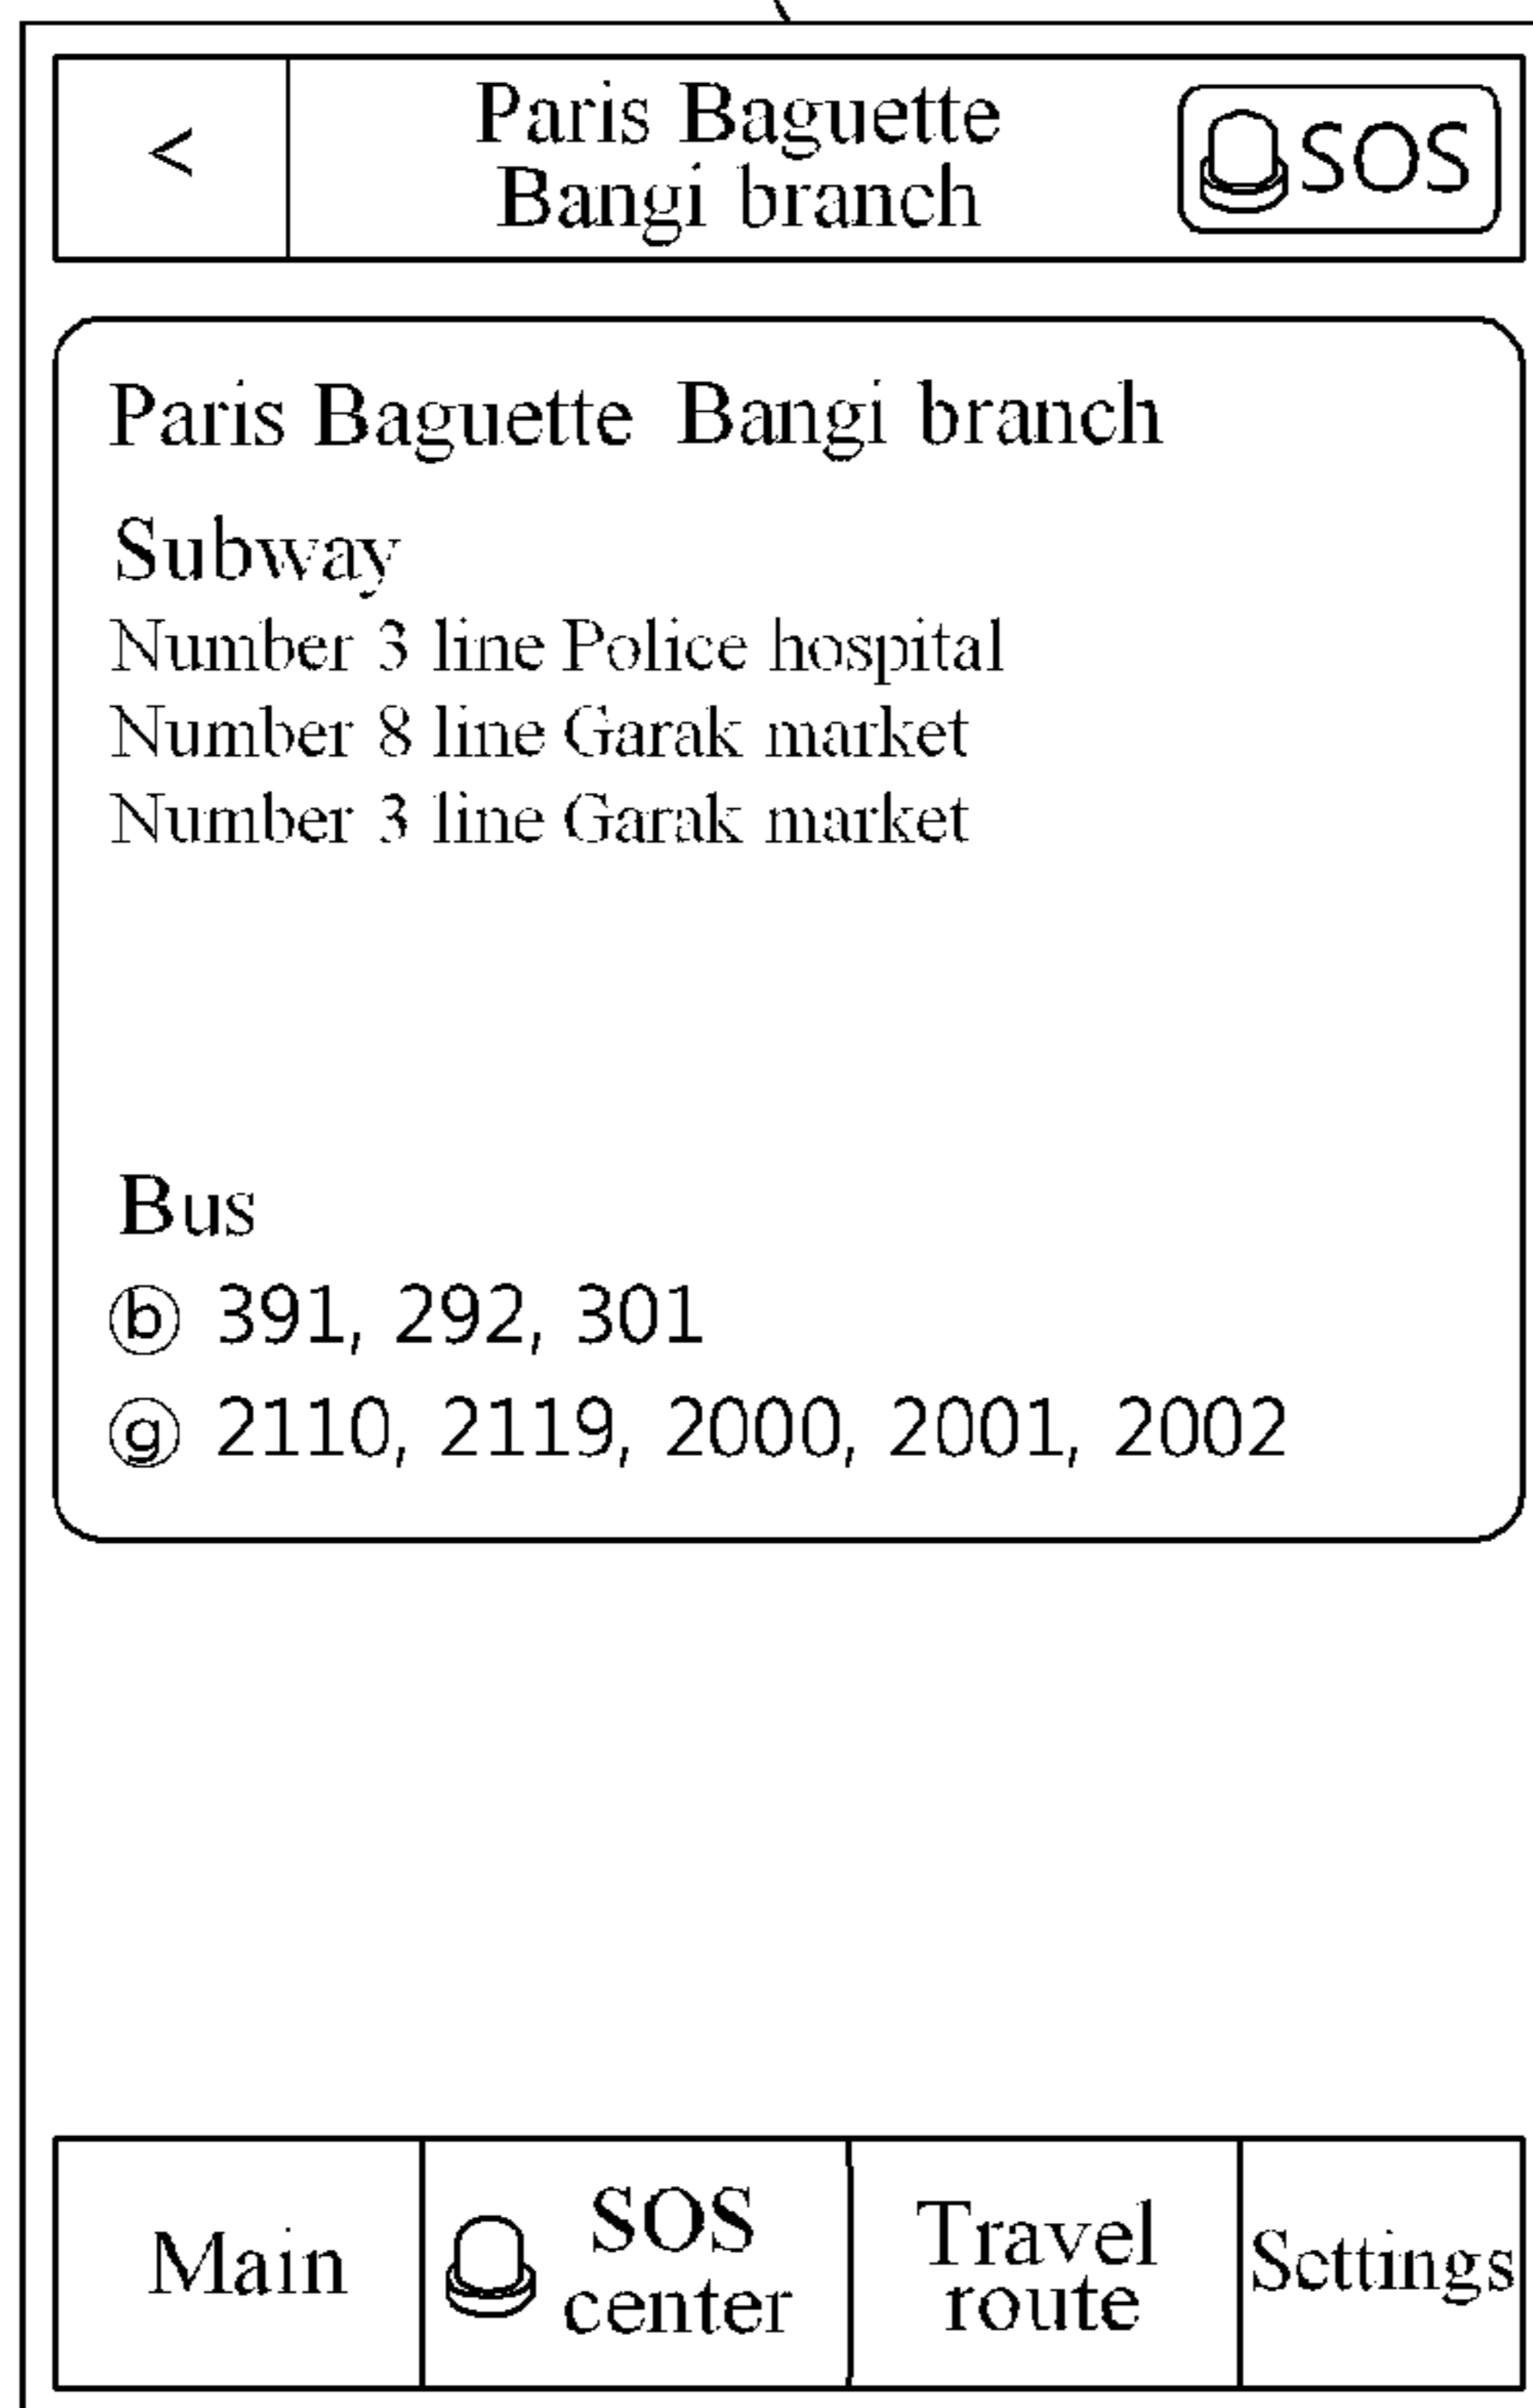 <
Paris Baguette
Bangi branch
SOS
Paris Baguette Bangi branch
Subway
Number 3 line Police hospital
Number 8 line Garak market
Number 3 line Garak market
Bus
ⓑ 391, 292, 301
ⓖ 2110, 2119, 2000, 2001, 2002
Main
SOS
center
Travel
route
Settings